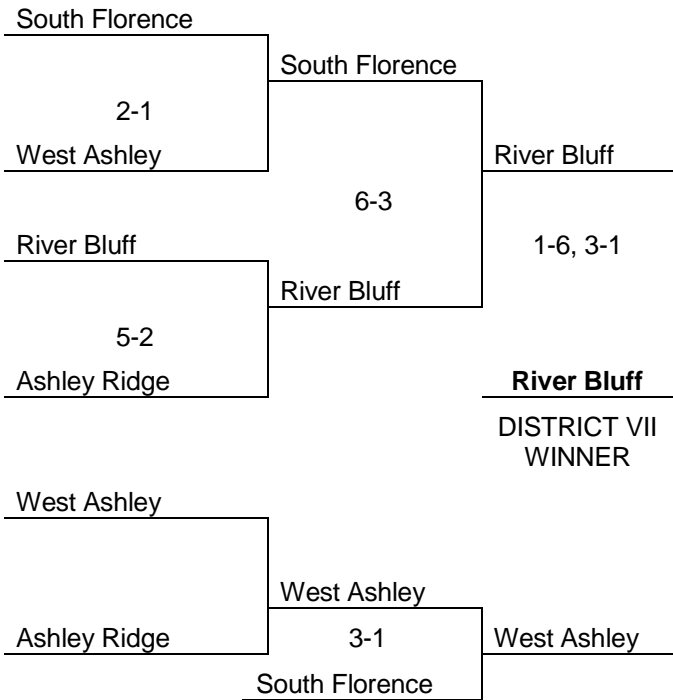 South Florence
South Florence
2-1
West Ashley
River Bluff
6-3
River Bluff
1-6, 3-1
River Bluff
5-2
Ashley Ridge
River Bluff
DISTRICT VII
WINNER
West Ashley
West Ashley
Ashley Ridge
3-1
West Ashley
South Florence